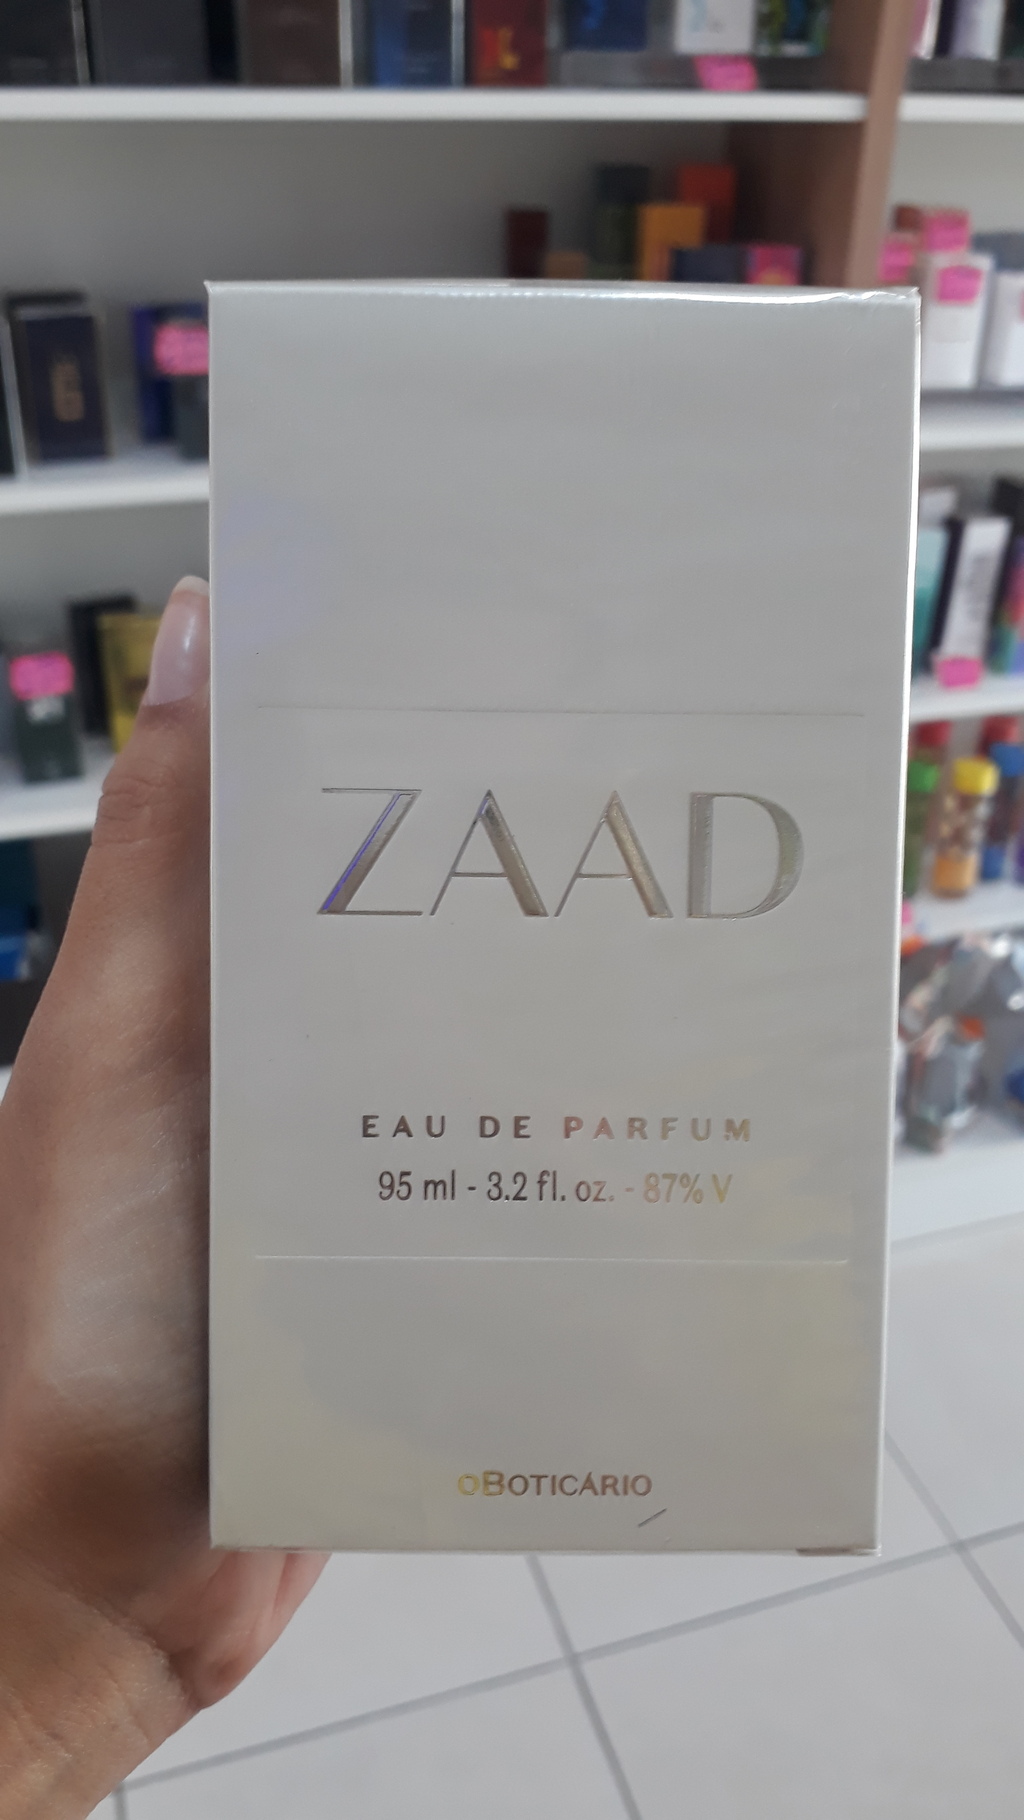 ZAAD
EAU DE PARFUM
95 ml - 3.2 fl. oz. - 87% V
OBOTICÁRIO